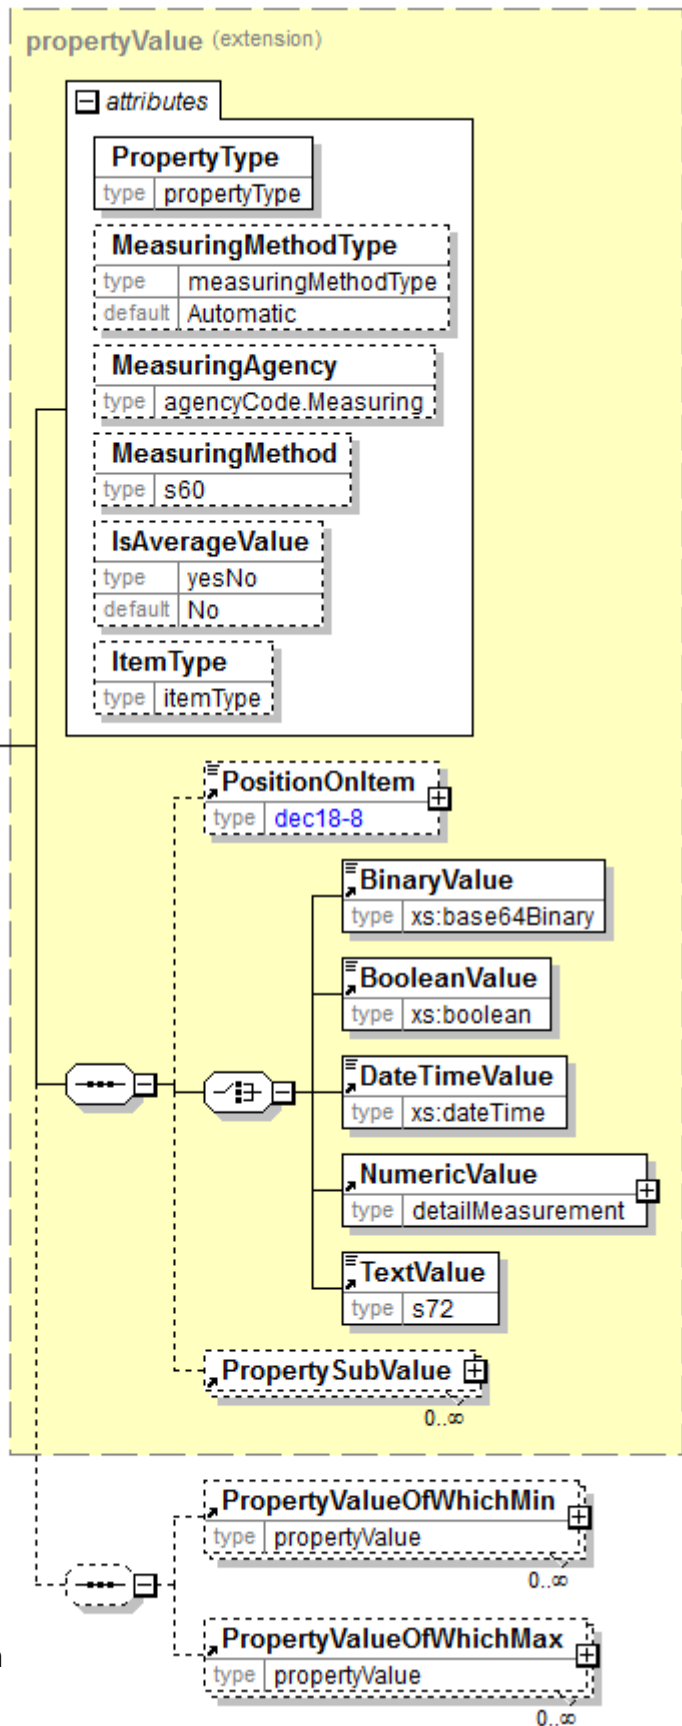 propertyValue (extension)
attributes
PropertyType
type propertyType
MeasuringMethodType
type measuringMethodType
default Automatic
MeasuringAgency
type agencyCode.Measuring
MeasuringMethod
type s60
IsAverageValue
type yesNo
default No
ItemType
type itemType
PositionOnItem
type dec18-8
BinaryValue
type xs:base64Binary
BooleanValue
type xs:boolean
DateTimeValue
type xs:dateTime
NumericValue
type detailMeasurement
TextValue
type s72
PropertySubValue
0..∞
PropertyValueOfWhichMin
type propertyValue
0..∞
PropertyValueOfWhichMax
type propertyValue
0..∞